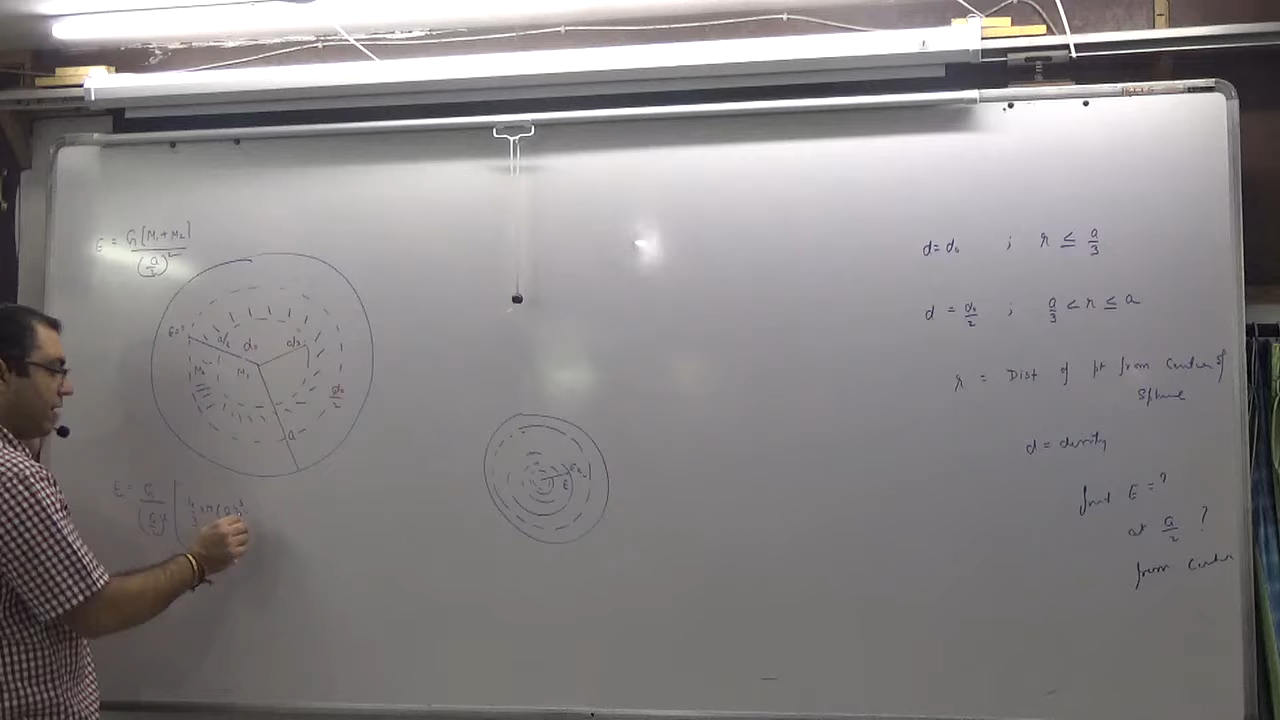 E = G[M₁+M₂]
(a/2)²
E=?
a/2
d₀
a/3
M₂
M₁
d₀/2
a
E = G
(a/2)²
4/3 π (a/3)³
E
d = d₀ ; r ≤ a/3
d = d₀/2 ; a/3 < r ≤ a
r = Dist of pt from Center of
Sphere
d = density
find E = ?
at a/2 ?
from Center